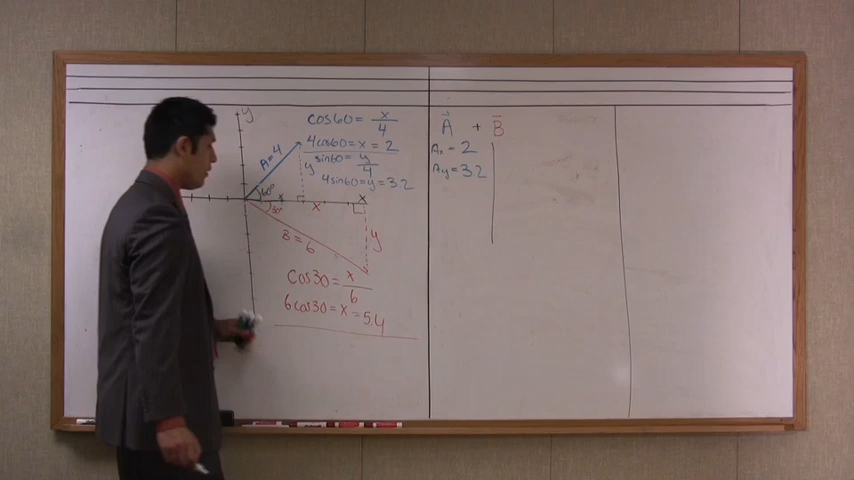 y
cos60 = x/4
4cos60 = x = 2
sin60 = y/4
4sin60 = y = 3.2
A = 4
60°
y
x
x
30°
B = 6
y
cos30 = x/6
6cos30 = x = 5.4
A + B
Ax = 2
Ay = 3.2